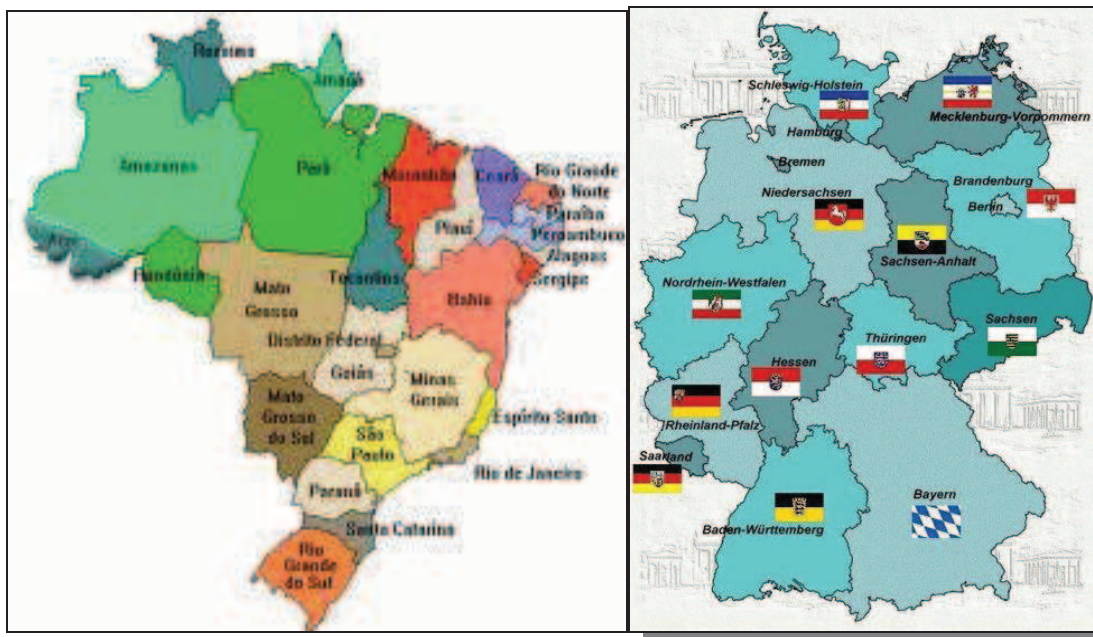 Roraima
Amapá
Amazonas
Pará
Maranhão
Ceará
Rio Grande
do Norte
Piauí
Paraíba
Pernambuco
Acre
Alagoas
Rondônia
Tocantins
Sergipe
Mato
Grosso
Bahia
Distrito Federal
Goiás
Minas
Gerais
Mato
Grosso
do Sul
Espírito Santo
São
Paulo
Rio de Janeiro
Paraná
Santa Catarina
Rio
Grande
do Sul
Schleswig-Holstein
Mecklenburg-Vorpommern
Hamburg
Bremen
Brandenburg
Niedersachsen
Berlin
Sachsen-Anhalt
Nordrhein-Westfalen
Sachsen
Thüringen
Hessen
Rheinland-Pfalz
Saarland
Bayern
Baden-Württemberg